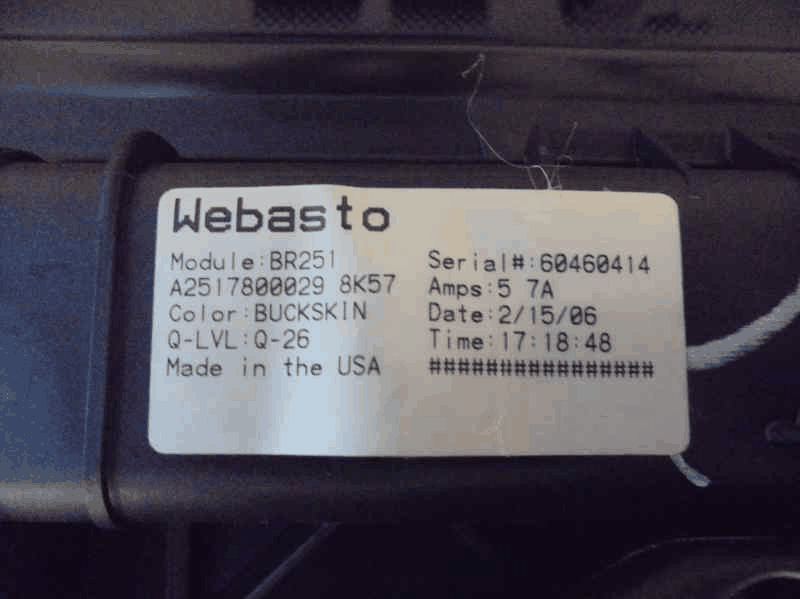 Webasto
Module:BR251
A2517800029 8K57
Color:BUCKSKIN
Q-LVL:Q-26
Made in the USA
Serial#:60460414
Amps:5 7A
Date:2/15/06
Time:17:18:48
################